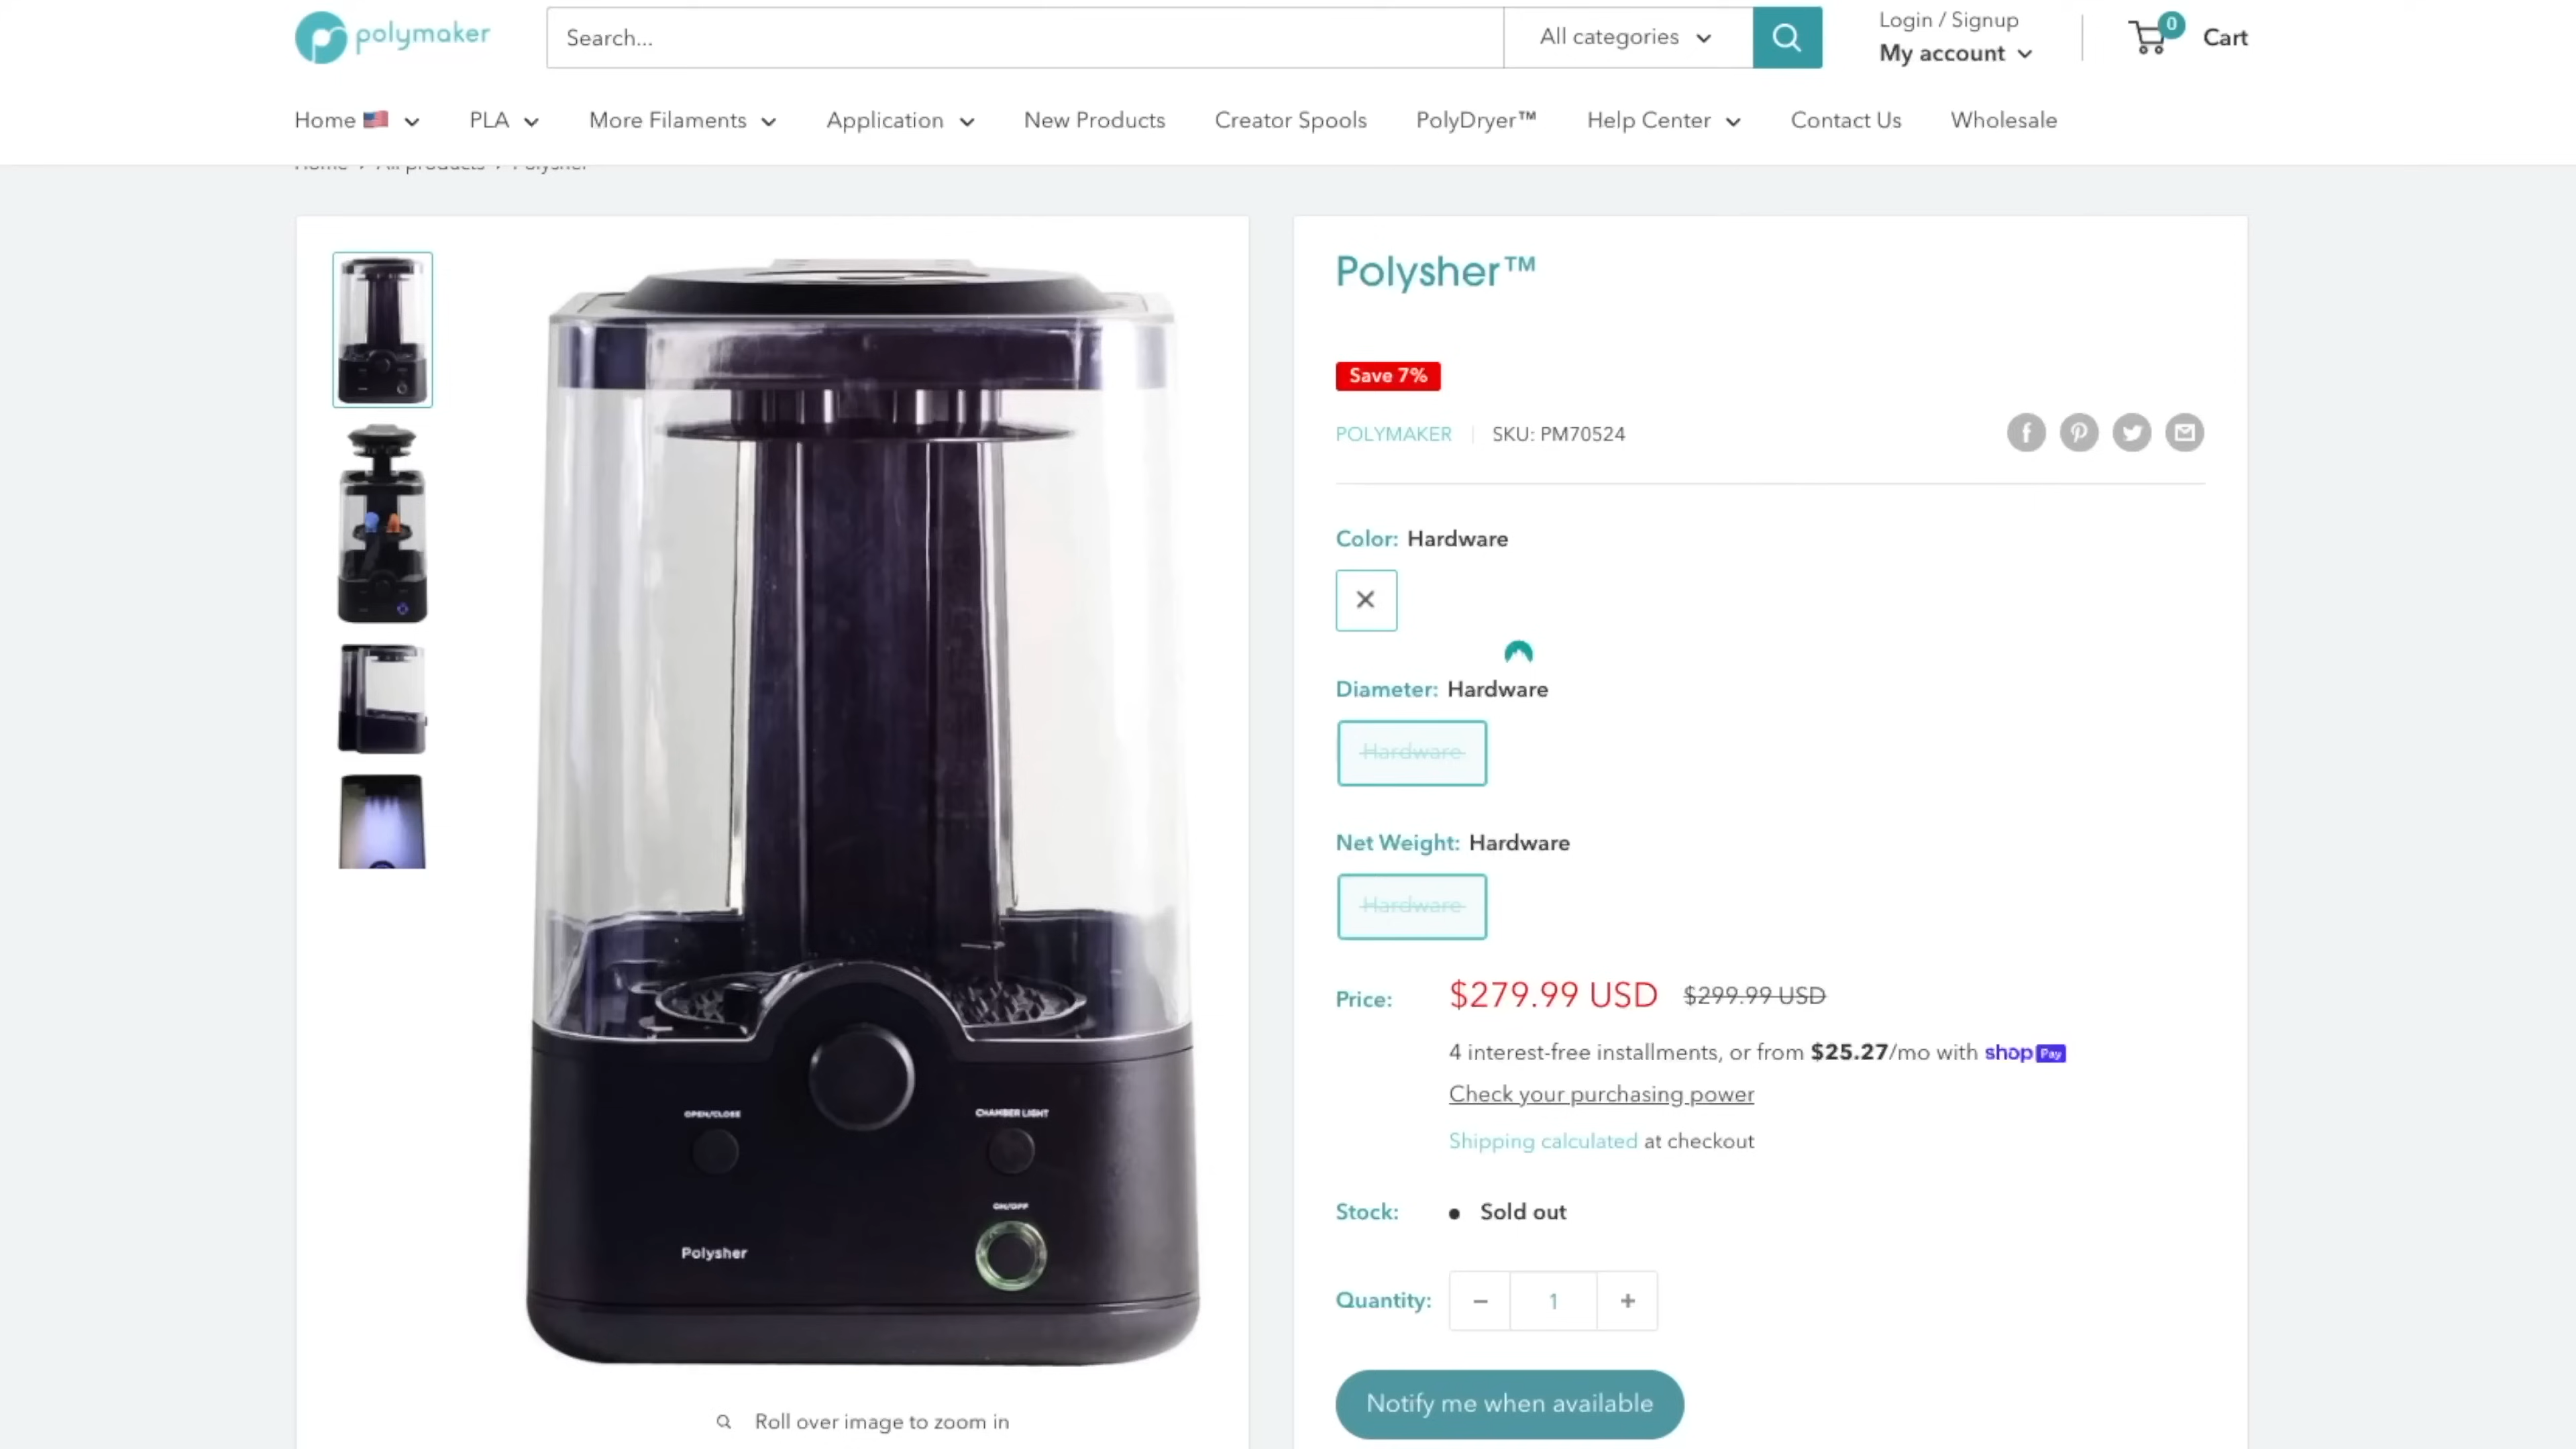 polymaker
Search...
All categories
Login / Signup
My account
0
Cart
Home
PLA
More Filaments
Application
New Products
Creator Spools
PolyDryer™
Help Center
Contact Us
Wholesale
Home > All products > Polysher
Polysher™
Save 7%
POLYMAKER
SKU: PM70524
Color: Hardware
Diameter: Hardware
Hardware
Net Weight: Hardware
Hardware
Price: $279.99 USD $299.99 USD
4 interest-free installments, or from $25.27/mo with shop Pay
Check your purchasing power
Shipping calculated at checkout
Stock: Sold out
Quantity: − 1 +
Notify me when available
OPEN/CLOSE
CHAMBER LIGHT
ON/OFF
Polysher
Roll over image to zoom in